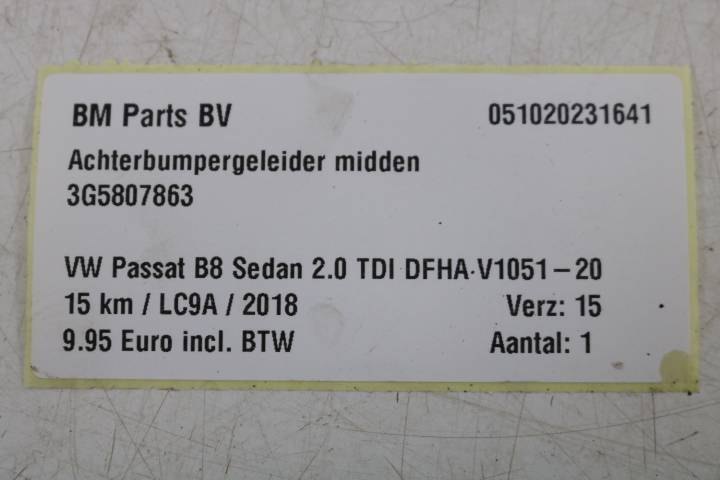 BM Parts BV 051020231641
Achterbumpergeleider midden
3G5807863
VW Passat B8 Sedan 2.0 TDI DFHA-V1051-20
15 km / LC9A / 2018 Verz: 15
9.95 Euro incl. BTW Aantal: 1